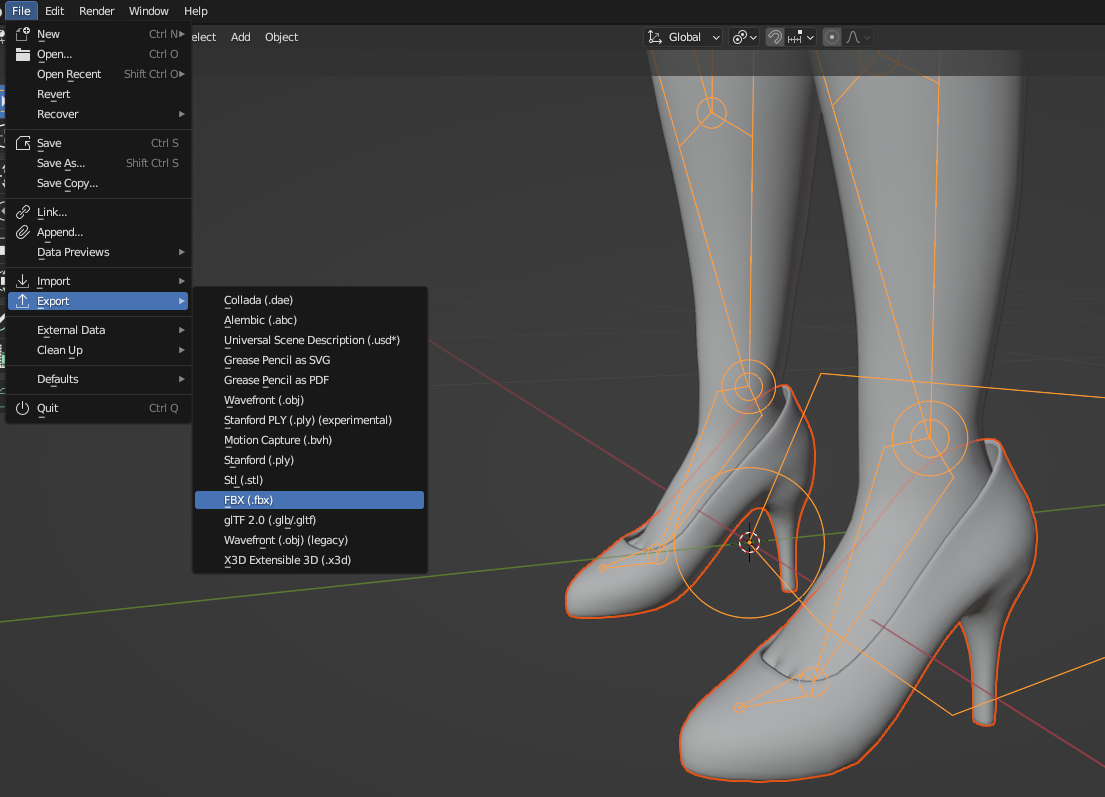 File Edit Render Window Help
New Ctrl N
Open... Ctrl O
Open Recent Shift Ctrl O
Revert
Recover
Save Ctrl S
Save As... Shift Ctrl S
Save Copy...
Link...
Append...
Data Previews
Import
Export
External Data
Clean Up
Defaults
Quit Ctrl Q
elect Add Object
Global
Collada (.dae)
Alembic (.abc)
Universal Scene Description (.usd*)
Grease Pencil as SVG
Grease Pencil as PDF
Wavefront (.obj)
Stanford PLY (.ply) (experimental)
Motion Capture (.bvh)
Stanford (.ply)
Stl (.stl)
FBX (.fbx)
glTF 2.0 (.glb/.gltf)
Wavefront (.obj) (legacy)
X3D Extensible 3D (.x3d)